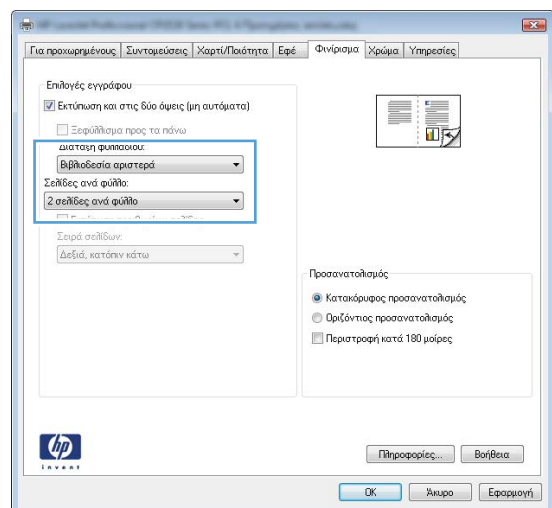 Για προχωρημένους Συντομεύσεις Χαρτί/Ποιότητα Εφέ Φινίρισμα Χρώμα Υπηρεσίες
Επιλογές εγγράφου
Εκτύπωση και στις δύο όψεις (μη αυτόματα)
Ξεφύλλισμα προς τα πάνω
Διάταξη φυλλαδίου:
Βιβλιοδεσία αριστερά
Σελίδες ανά φύλλο:
2 σελίδες ανά φύλλο
Σειρά σελίδων:
Δεξιά, κατόπιν κάτω
Προσανατολισμός
Κατακόρυφος προσανατολισμός
Οριζόντιος προσανατολισμός
Περιστροφή κατά 180 μοίρες
hp
invent
Πληροφορίες... Βοήθεια
OK Άκυρο Εφαρμογή